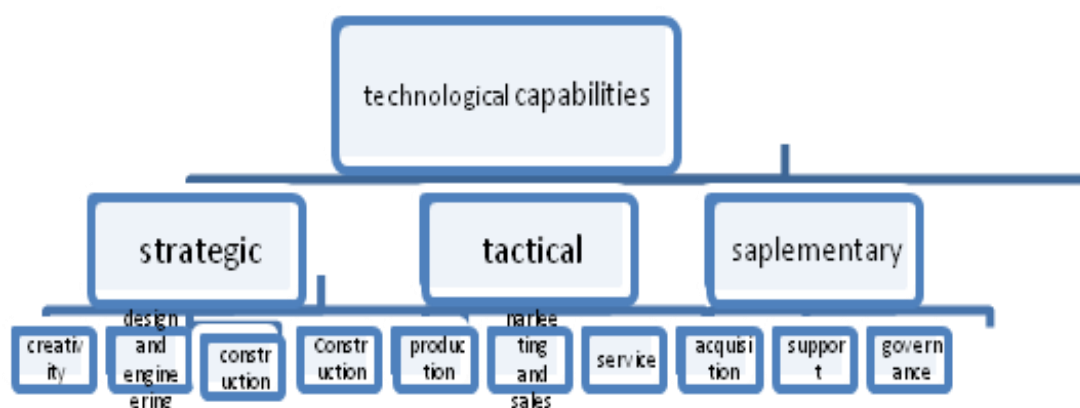 technological capabilities
strategic
tactical
saplementary
creativ
ity
design
and
engine
ering
constr
uction
Constr
uction
produc
tion
narlee
ting
and
sales
service
acquisi
tion
suppor
t
govern
ance